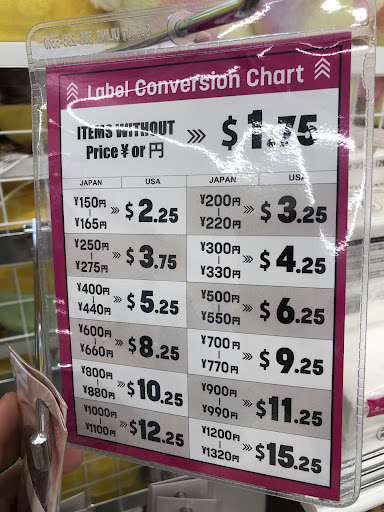 Label Conversion Chart
ITEMS WITHOUT
Price ¥ or 円
$1.75
JAPAN USA JAPAN USA
¥150円 $2.25 ¥200円 $3.25
¥165円 ¥220円
¥250円 $3.75 ¥300円 $4.25
¥275円 ¥330円
¥400円 $5.25 ¥500円 $6.25
¥440円 ¥550円
¥600円 $8.25 ¥700円 $9.25
¥660円 ¥770円
¥800円 $10.25 ¥900円 $11.25
¥880円 ¥990円
¥1000円 $12.25 ¥1200円 $15.25
¥1100円 ¥1320円